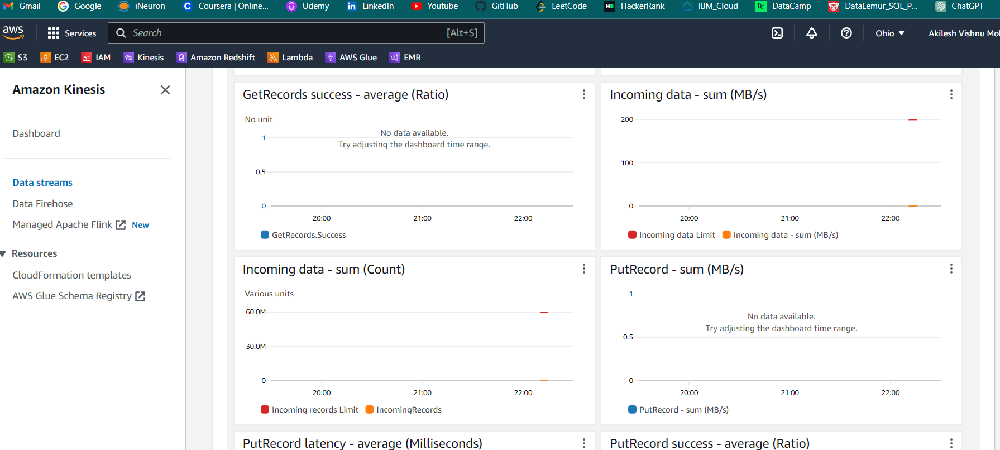 Gmail Google iNeuron Coursera | Online... Udemy LinkedIn Youtube GitHub LeetCode HackerRank IBM_Cloud DataCamp DataLemur_SQL_P... ChatGPT
aws Services Search [Alt+S] Ohio Akilesh Vishnu Mo
S3 EC2 IAM Kinesis Amazon Redshift Lambda AWS Glue EMR
Amazon Kinesis
Dashboard
Data streams
Data Firehose
Managed Apache Flink New
Resources
CloudFormation templates
AWS Glue Schema Registry
GetRecords success - average (Ratio)
No unit
No data available.
Try adjusting the dashboard time range.
1
0.5
0
20:00 21:00 22:00
GetRecords.Success
Incoming data - sum (MB/s)
200
100
0
20:00 21:00 22:00
Incoming data Limit Incoming data - sum (MB/s)
Incoming data - sum (Count)
Various units
60.0M
30.0M
0
20:00 21:00 22:00
Incoming records Limit IncomingRecords
PutRecord - sum (MB/s)
1
No data available.
Try adjusting the dashboard time range.
0.5
0
20:00 21:00 22:00
PutRecord - sum (MB/s)
PutRecord latency - average (Milliseconds)
PutRecord success - average (Ratio)